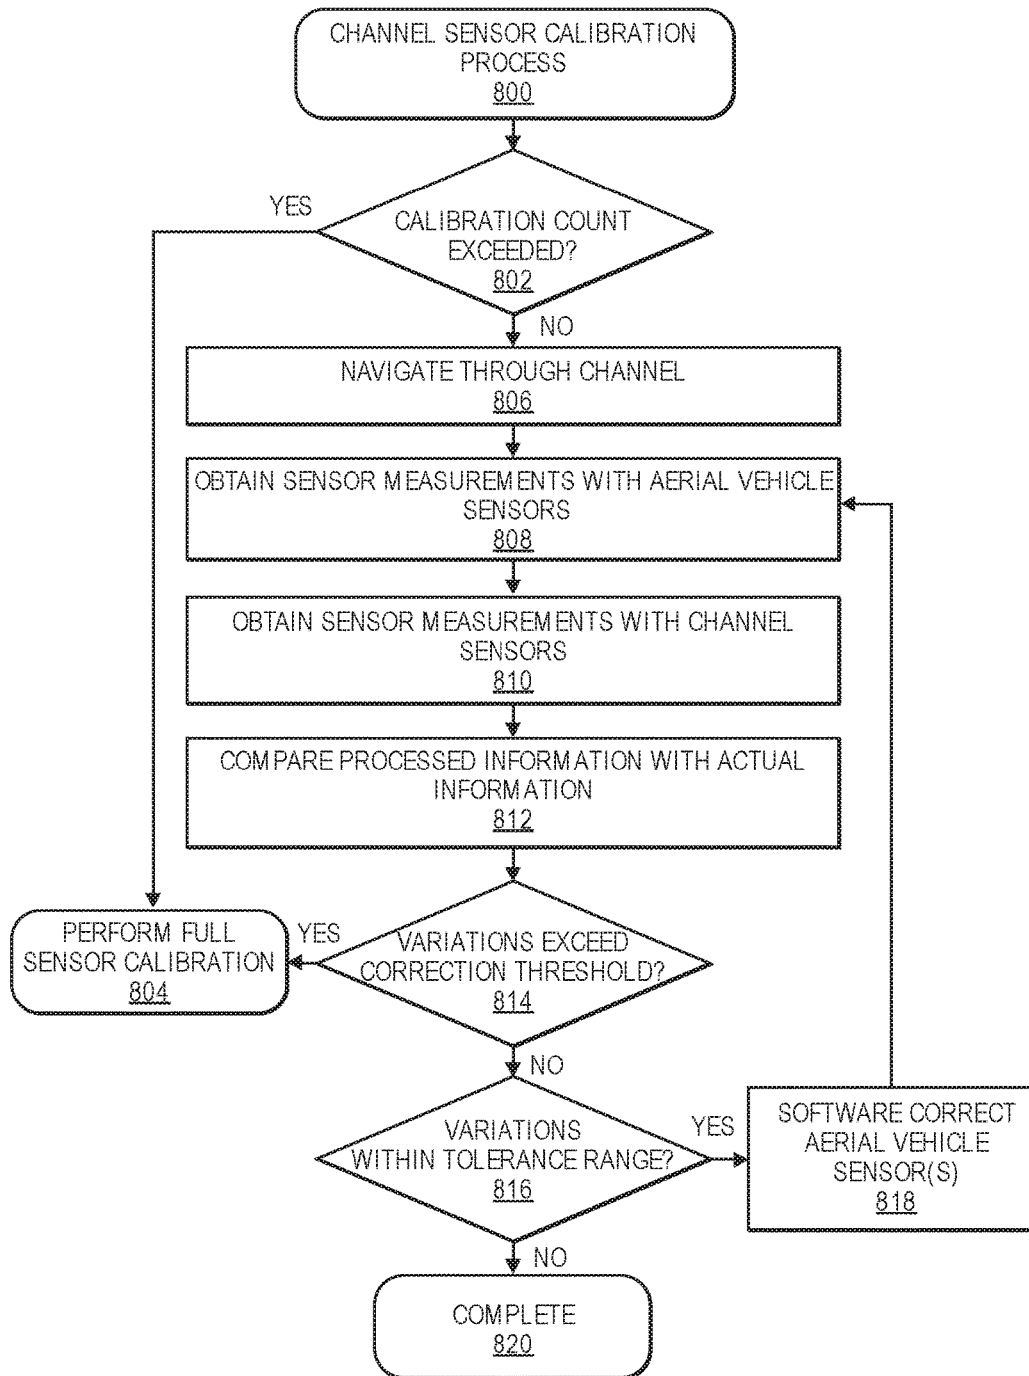 CHANNEL SENSOR CALIBRATION
PROCESS
800
YES
CALIBRATION COUNT
EXCEEDED?
802
NO
NAVIGATE THROUGH CHANNEL
806
OBTAIN SENSOR MEASUREMENTS WITH AERIAL VEHICLE
SENSORS
808
OBTAIN SENSOR MEASUREMENTS WITH CHANNEL
SENSORS
810
COMPARE PROCESSED INFORMATION WITH ACTUAL
INFORMATION
812
PERFORM FULL
SENSOR CALIBRATION
804
YES
VARIATIONS EXCEED
CORRECTION THRESHOLD?
814
NO
VARIATIONS
WITHIN TOLERANCE RANGE?
816
YES
SOFTWARE CORRECT
AERIAL VEHICLE
SENSOR(S)
818
NO
COMPLETE
820